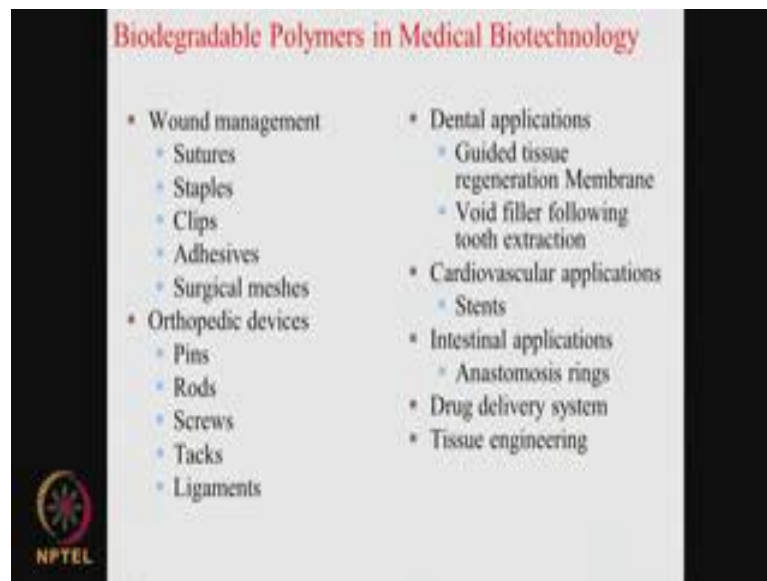 Biodegradable Polymers in Medical Biotechnology
• Wound management
• Sutures
• Staples
• Clips
• Adhesives
• Surgical meshes
• Orthopedic devices
• Pins
• Rods
• Screws
• Tacks
• Ligaments
• Dental applications
• Guided tissue
regeneration Membrane
• Void filler following
tooth extraction
• Cardiovascular applications
• Stents
• Intestinal applications
• Anastomosis rings
• Drug delivery system
• Tissue engineering
NPTEL